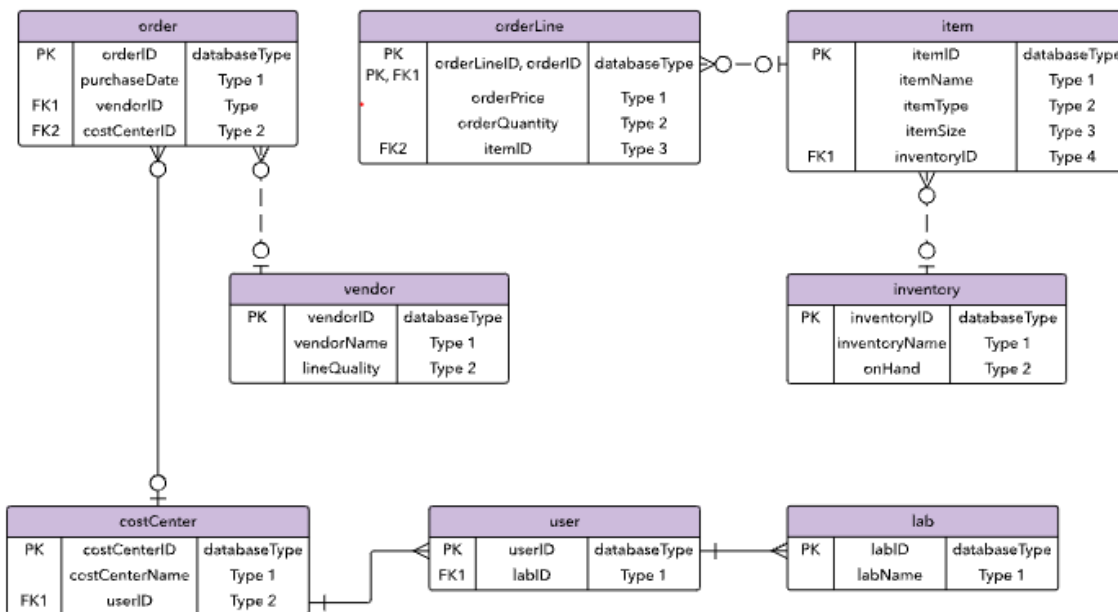 order
PK orderID databaseType
purchaseDate Type 1
FK1 vendorID Type
FK2 costCenterID Type 2
orderLine
PK
PK, FK1 orderLineID, orderID databaseType
orderPrice Type 1
orderQuantity Type 2
FK2 itemID Type 3
item
PK itemID databaseType
itemName Type 1
itemType Type 2
itemSize Type 3
FK1 inventoryID Type 4
vendor
PK vendorID databaseType
vendorName Type 1
lineQuality Type 2
inventory
PK inventoryID databaseType
inventoryName Type 1
onHand Type 2
costCenter
PK costCenterID databaseType
costCenterName Type 1
FK1 userID Type 2
user
PK userID databaseType
FK1 labID Type 1
lab
PK labID databaseType
labName Type 1